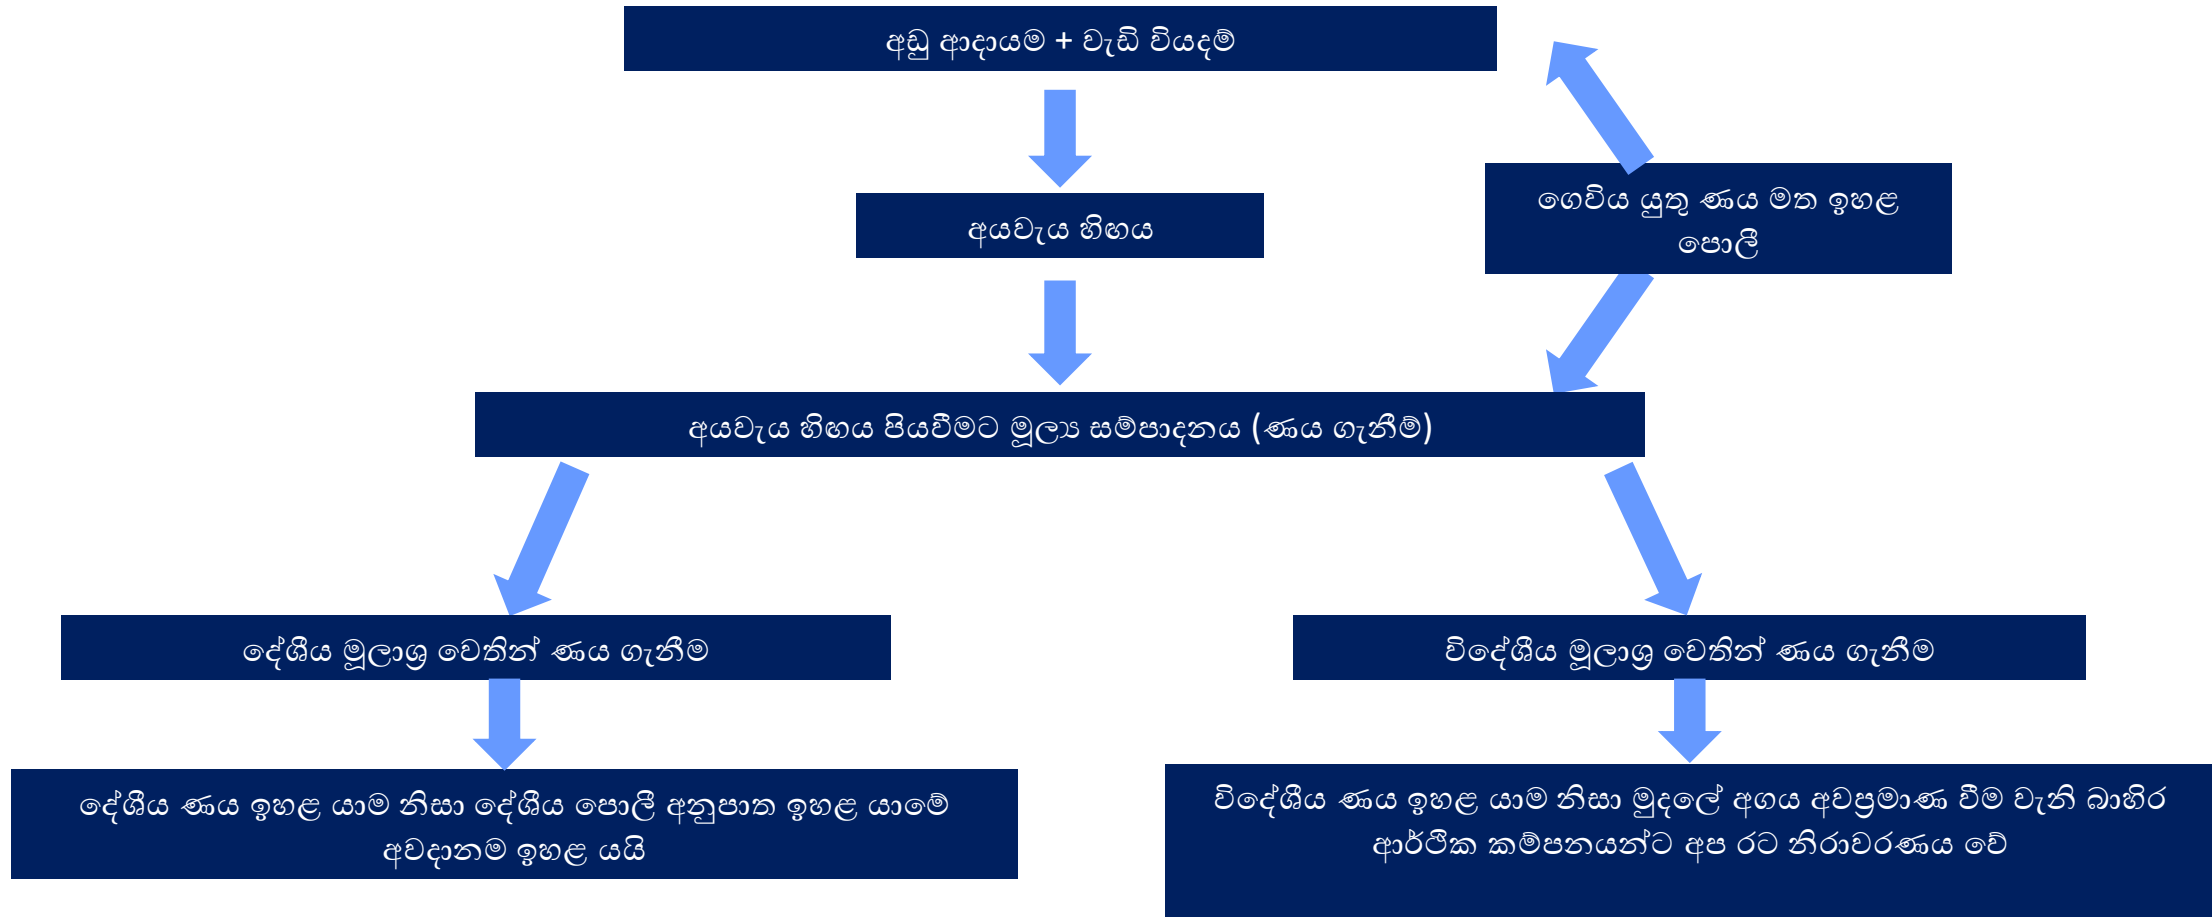 අඩු ආදායම + වැඩි වියදම්
ගෙවිය යුතු ණය මත ඉහළ
පොලී
අයවැය හිඟය
අයවැය හිඟය පියවීමට මූල්‍ය සම්පාදනය (ණය ගැනීම්)
දේශීය මූලාශ්‍ර වෙතින් ණය ගැනීම
විදේශීය මූලාශ්‍ර වෙතින් ණය ගැනීම
දේශීය ණය ඉහළ යාම නිසා දේශීය පොලී අනුපාත ඉහළ යාමේ
අවදානම ඉහළ යයි
විදේශීය ණය ඉහළ යාම නිසා මුදලේ අගය අවප්‍රමාණ වීම වැනි බාහිර
ආර්ථික කම්පනයන්ට අප රට නිරාවරණය වේ